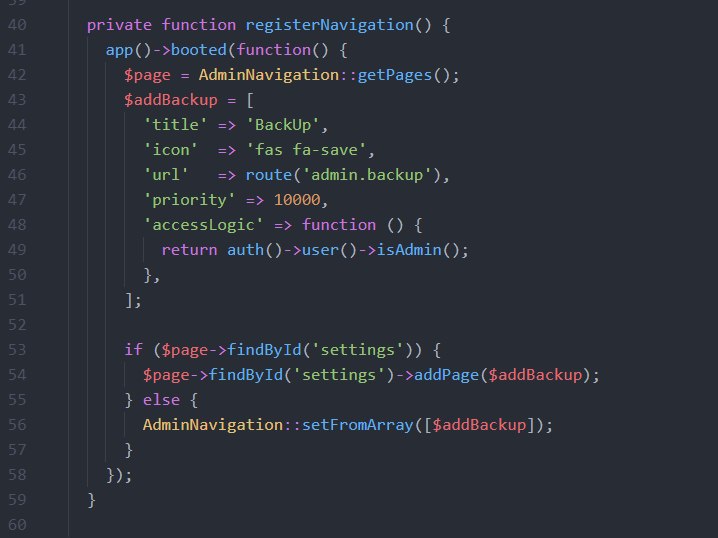 39
40 private function registerNavigation() {
41 app()->booted(function() {
42 $page = AdminNavigation::getPages();
43 $addBackup = [
44 'title' => 'BackUp',
45 'icon'  => 'fas fa-save',
46 'url'   => route('admin.backup'),
47 'priority' => 10000,
48 'accessLogic' => function () {
49 return auth()->user()->isAdmin();
50 },
51 ];
52
53 if ($page->findById('settings')) {
54 $page->findById('settings')->addPage($addBackup);
55 } else {
56 AdminNavigation::setFromArray([$addBackup]);
57 }
58 });
59 }
60